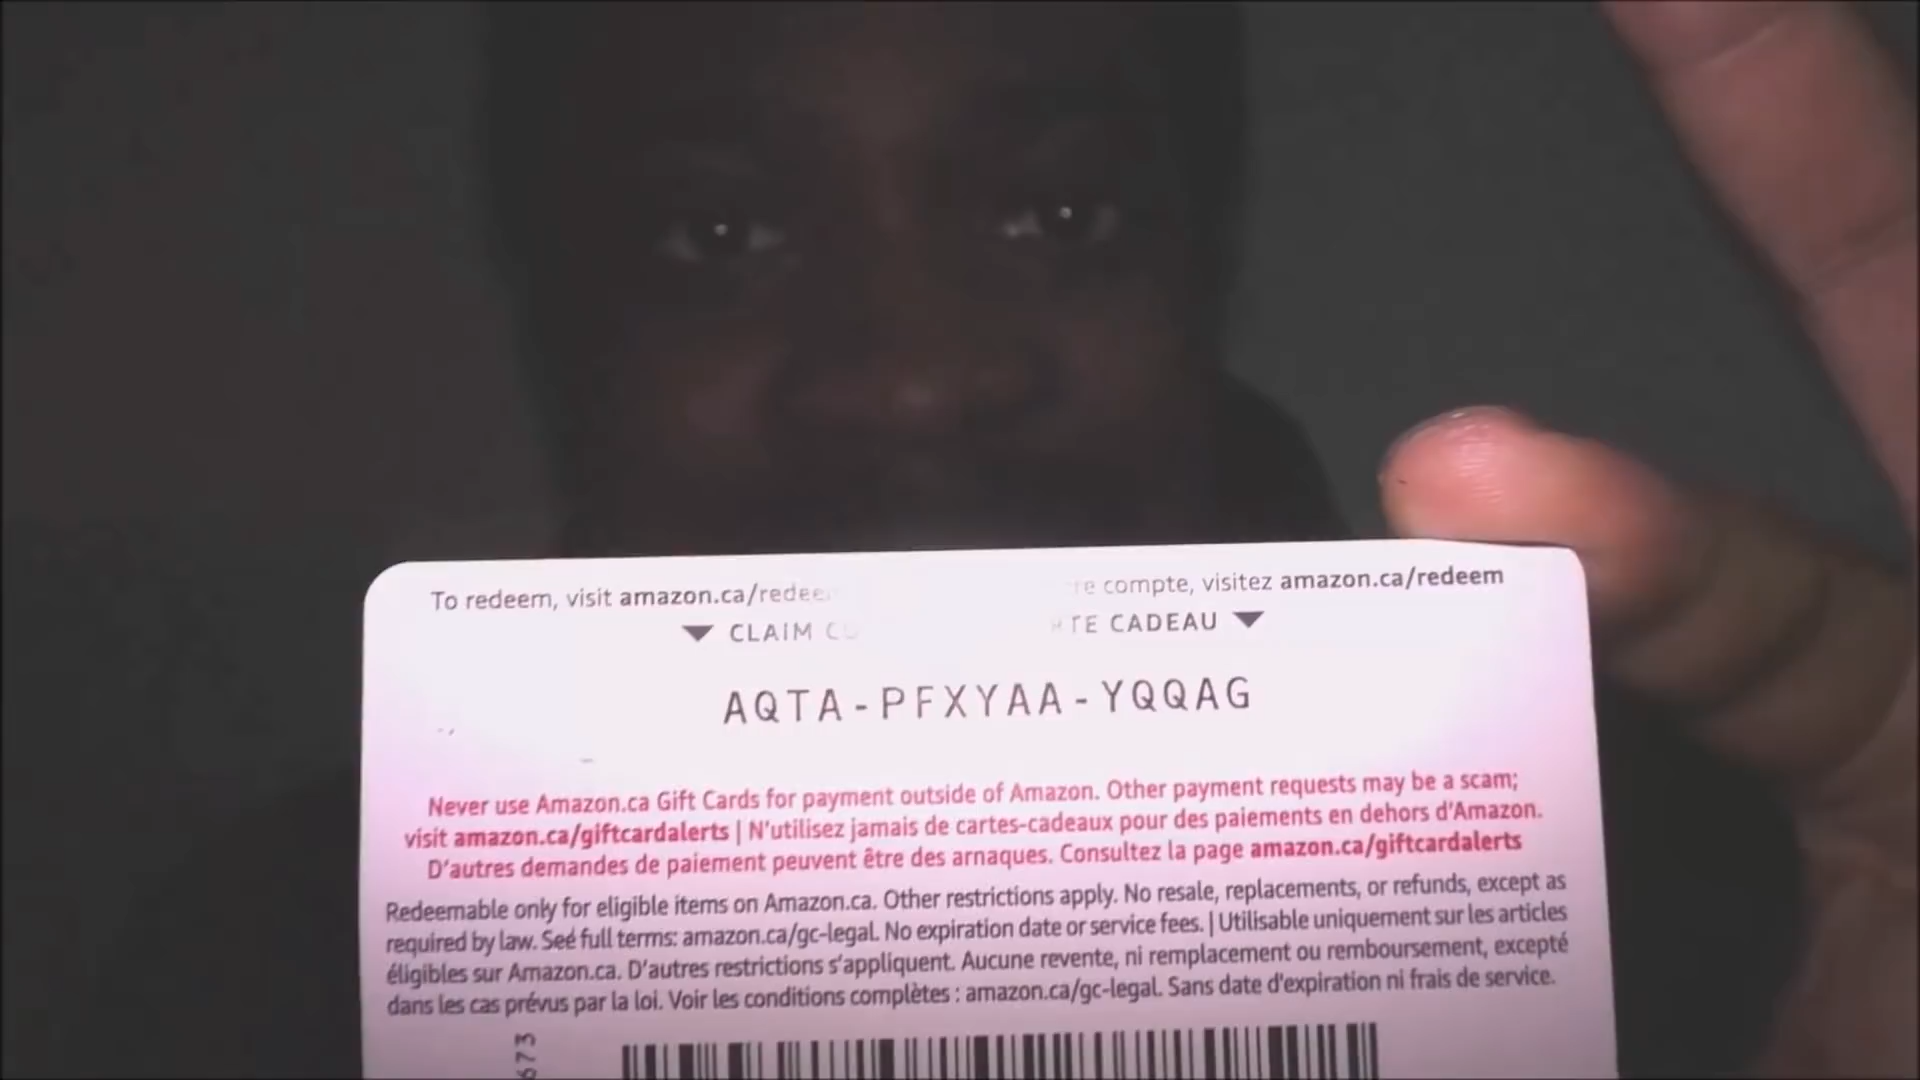 To redeem, visit amazon.ca/redeem compte, visitez amazon.ca/redeem
▼ CLAIM CADEAU ▼
AQTA-PFXYAA-YQQAG
Never use Amazon.ca Gift Cards for payment outside of Amazon. Other payment requests may be a scam;
visit amazon.ca/giftcardalerts | N'utilisez jamais de cartes-cadeaux pour des paiements en dehors d'Amazon.
D'autres demandes de paiement peuvent être des arnaques. Consultez la page amazon.ca/giftcardalerts
Redeemable only for eligible items on Amazon.ca. Other restrictions apply. No resale, replacements, or refunds, except as
required by law. See full terms: amazon.ca/gc-legal. No expiration date or service fees. | Utilisable uniquement sur les articles
éligibles sur Amazon.ca. D'autres restrictions s'appliquent. Aucune revente, ni remplacement ou remboursement, excepté
dans les cas prévus par la loi. Voir les conditions complètes : amazon.ca/gc-legal. Sans date d'expiration ni frais de service.
673